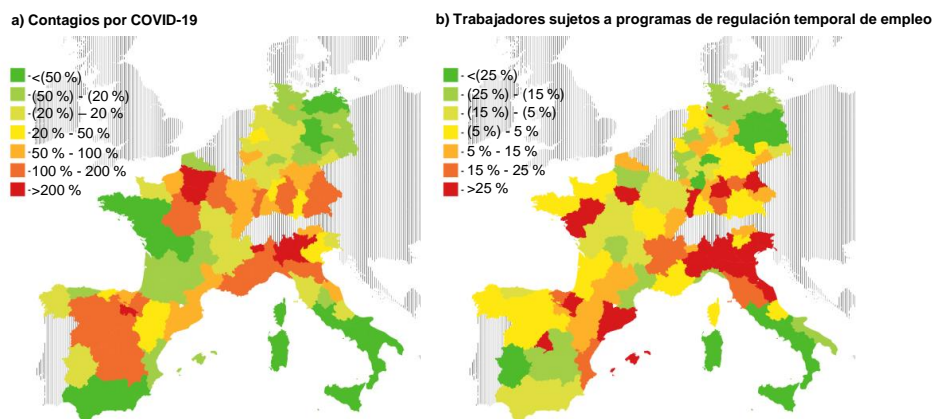 a) Contagios por COVID-19
<(50 %)
(50 %) - (20 %)
(20 %) – 20 %
20 % - 50 %
50 % - 100 %
100 % - 200 %
>200 %
b) Trabajadores sujetos a programas de regulación temporal de empleo
<(25 %)
(25 %) - (15 %)
(15 %) - (5 %)
(5 %) - 5 %
5 % - 15 %
15 % - 25 %
>25 %